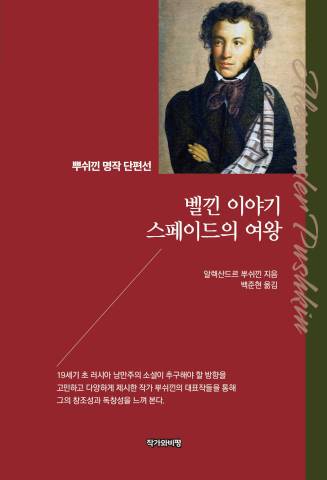 Alexander Pushkin
뿌쉬낀 명작 단편선
벨낀 이야기
스페이드의 여왕
알렉산드르 뿌쉬낀 지음
백준현 옮김
19세기 초 러시아 낭만주의 소설이 추구해야 할 방향을
고민하고 다양하게 제시한 작가 뿌쉬낀의 대표작들을 통해
그의 창조성과 독창성을 느껴 본다.
작가와비평